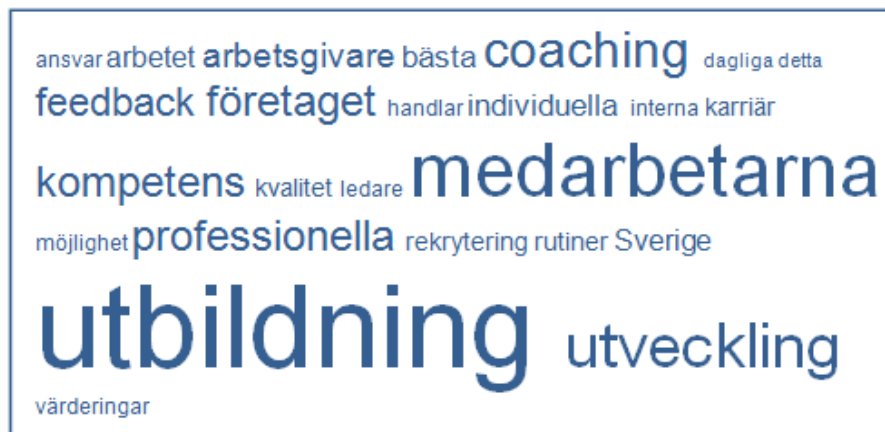 ansvar arbetet arbetsgivare bästa coaching dagliga detta
feedback företaget handlar individuella interna karriär
kompetens kvalitet ledare medarbetarna
möjlighet professionella rekrytering rutiner Sverige
utbildning utveckling
värderingar